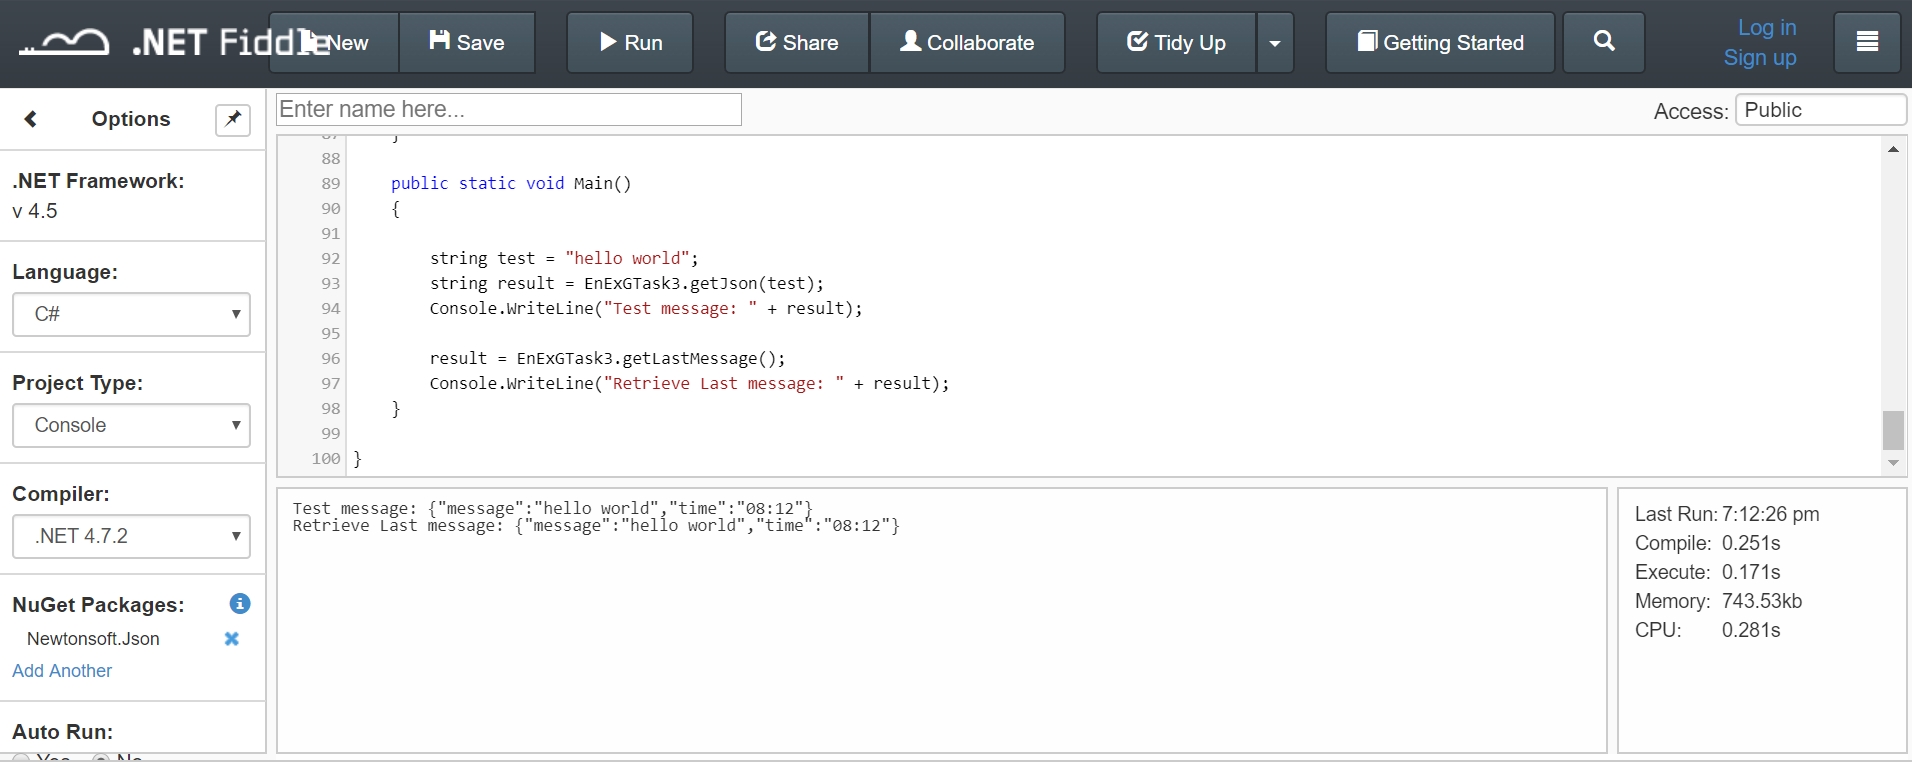 .NET Fiddle New Save Run Share Collaborate Tidy Up Getting Started Log in
Sign up
Options
.NET Framework:
v 4.5
Language:
C#
Project Type:
Console
Compiler:
.NET 4.7.2
NuGet Packages:
Newtonsoft.Json
Add Another
Auto Run:
Yes No
Enter name here...
Access: Public
87 }
88
89 public static void Main()
90 {
91
92 string test = "hello world";
93 string result = EnExGTask3.getJson(test);
94 Console.WriteLine("Test message: " + result);
95
96 result = EnExGTask3.getLastMessage();
97 Console.WriteLine("Retrieve Last message: " + result);
98 }
99
100 }
Test message: {"message":"hello world","time":"08:12"}
Retrieve Last message: {"message":"hello world","time":"08:12"}
Last Run: 7:12:26 pm
Compile: 0.251s
Execute: 0.171s
Memory: 743.53kb
CPU: 0.281s